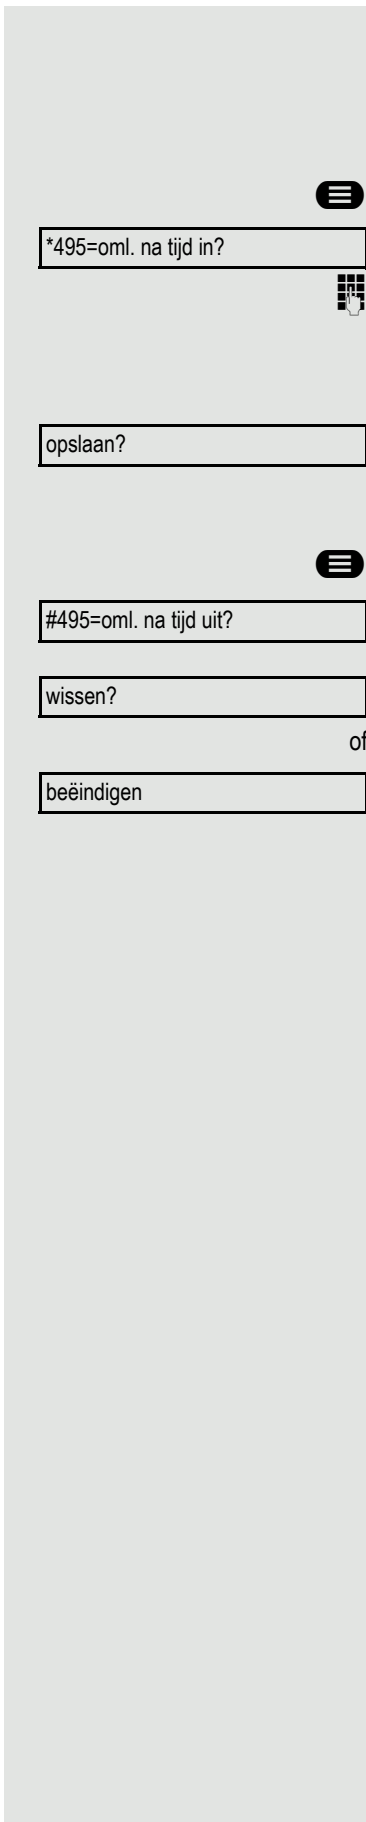 *495=oml. na tijd in?
opslaan?
#495=oml. na tijd uit?
wissen?
of
beëindigen